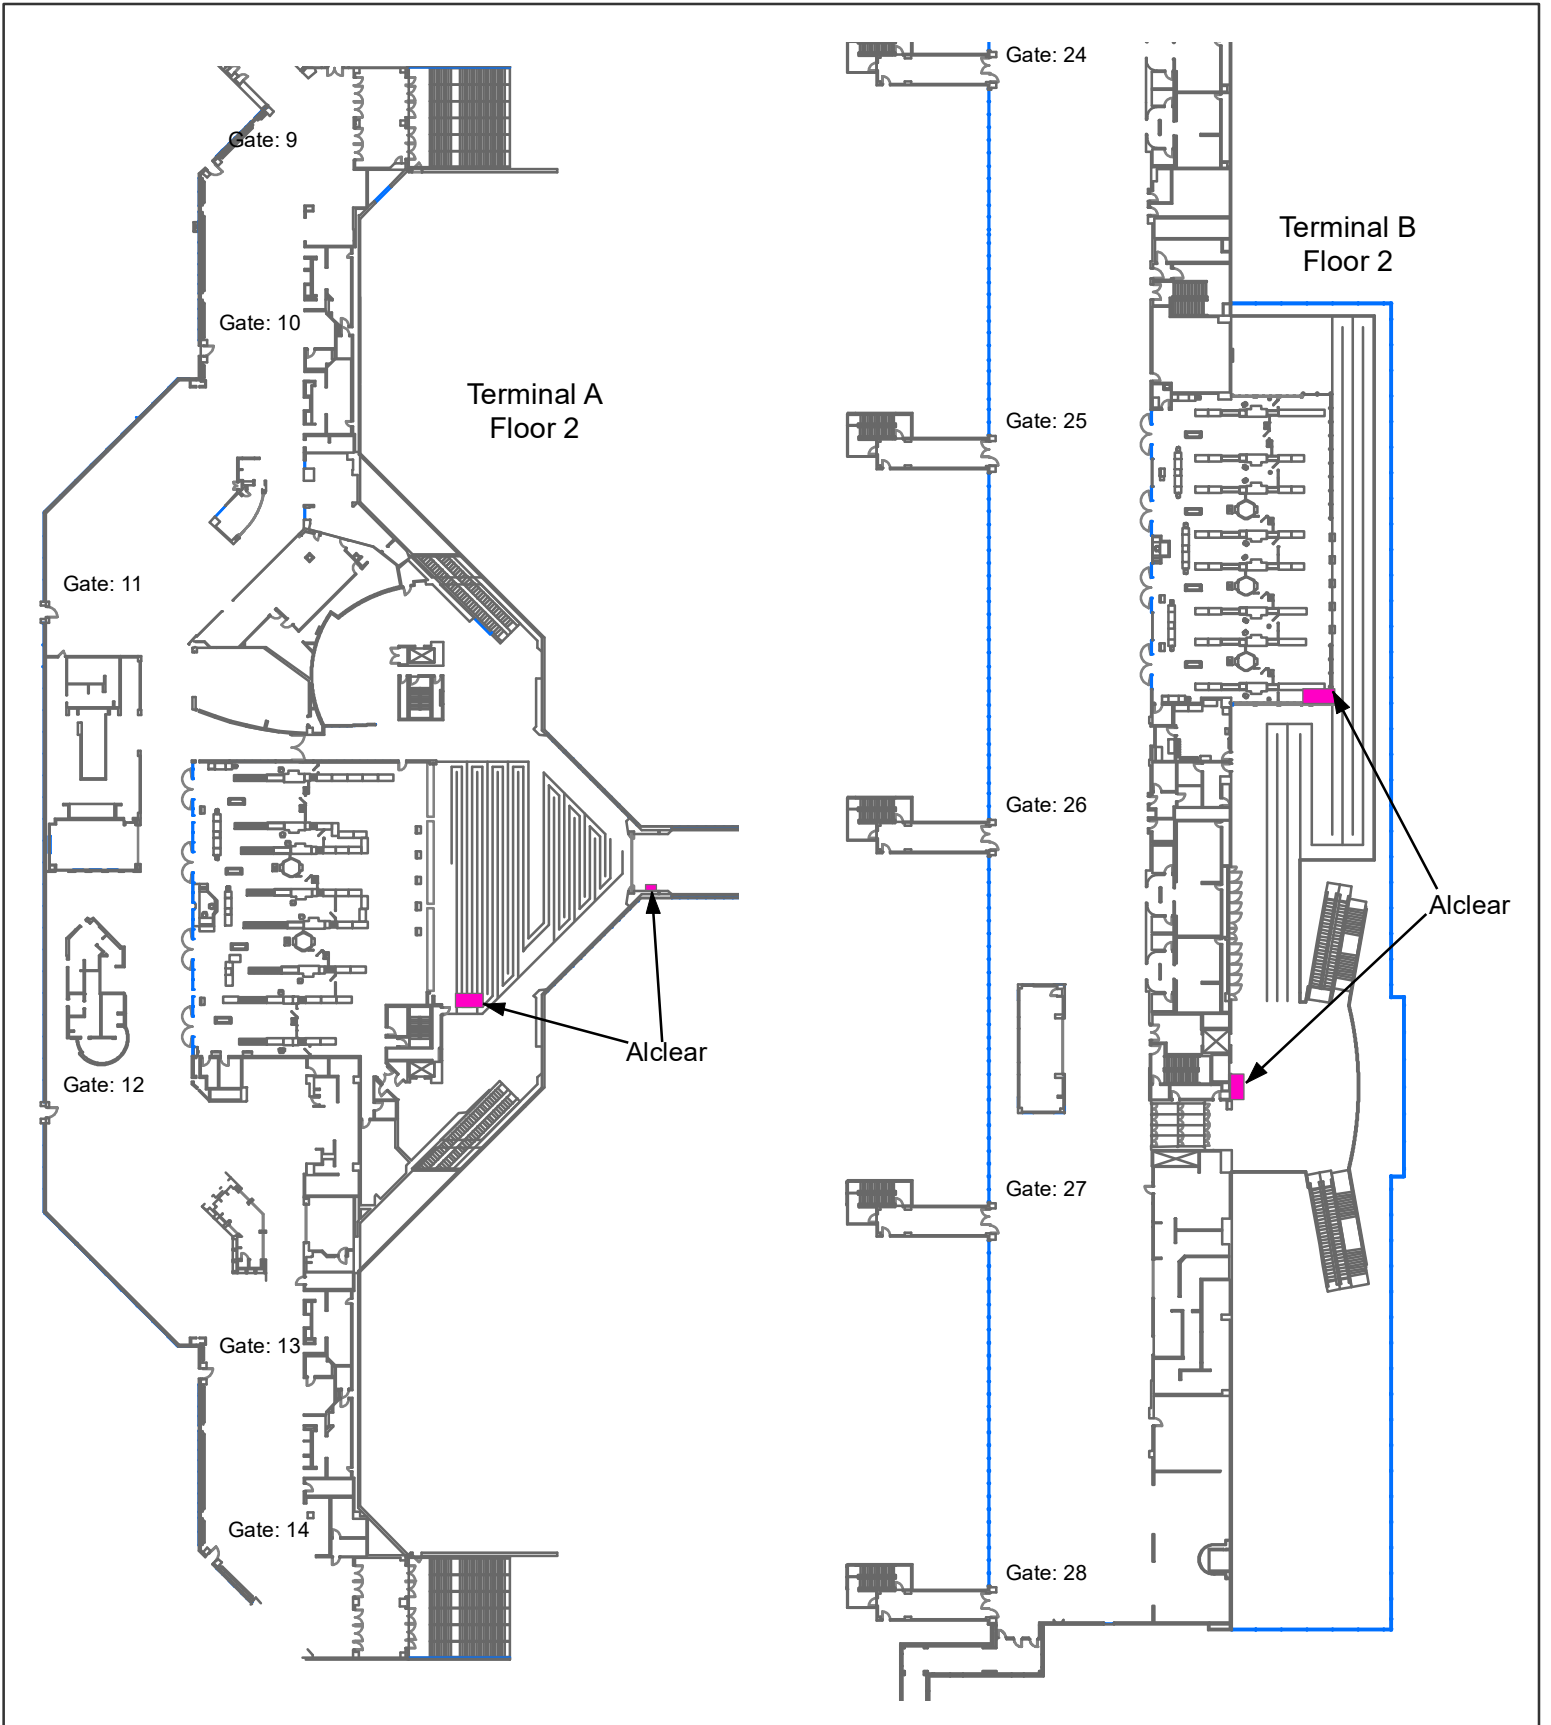 Gate: 9
Gate: 10
Terminal A
Floor 2
Gate: 11
Gate: 12
Alclear
Gate: 13
Gate: 14
Gate: 24
Terminal B
Floor 2
Gate: 25
Gate: 26
Alclear
Gate: 27
Gate: 28